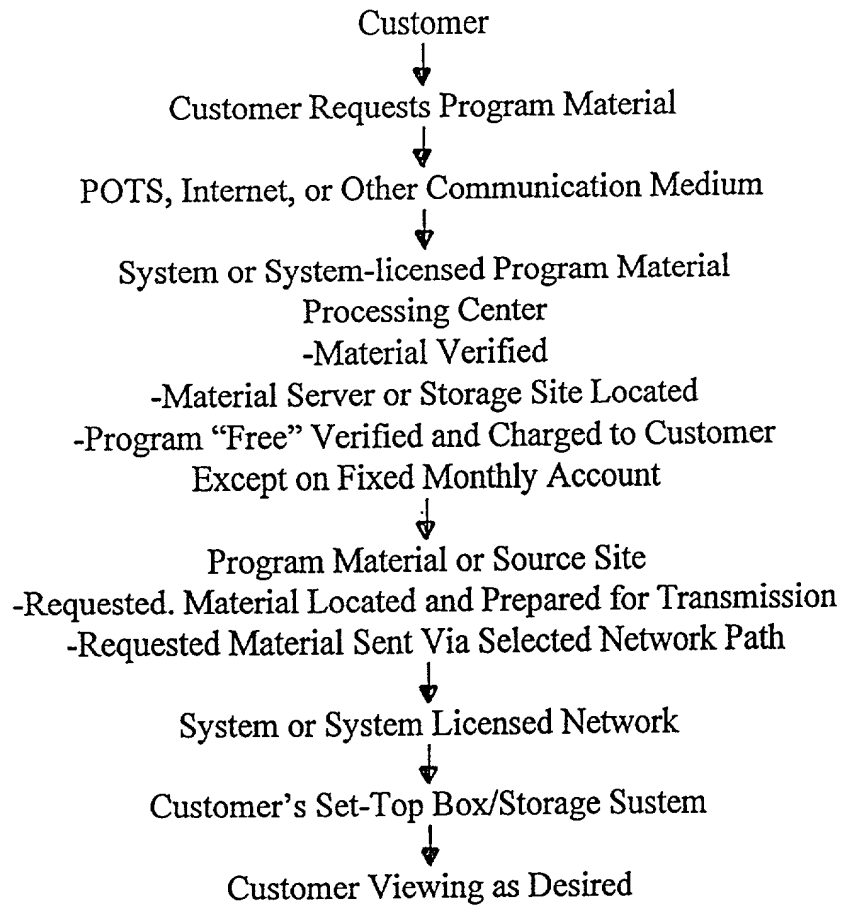 Customer
Customer Requests Program Material
POTS, Internet, or Other Communication Medium
System or System-licensed Program Material
Processing Center
-Material Verified
-Material Server or Storage Site Located
-Program “Free” Verified and Charged to Customer
Except on Fixed Monthly Account
Program Material or Source Site
-Requested. Material Located and Prepared for Transmission
-Requested Material Sent Via Selected Network Path
System or System Licensed Network
Customer’s Set-Top Box/Storage Sustem
Customer Viewing as Desired